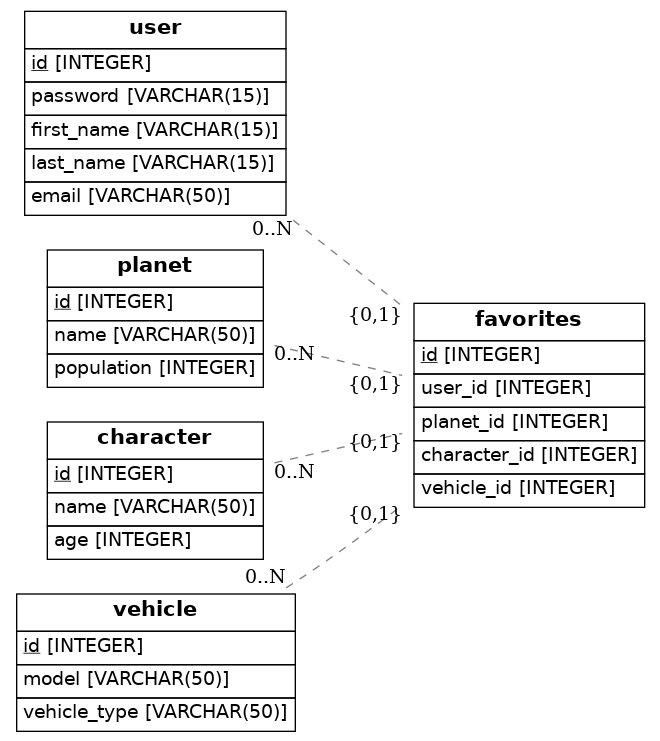 user
id [INTEGER]
password [VARCHAR(15)]
first_name [VARCHAR(15)]
last_name [VARCHAR(15)]
email [VARCHAR(50)]
0..N
{0,1}
planet
id [INTEGER]
name [VARCHAR(50)]
population [INTEGER]
0..N
{0,1}
character
id [INTEGER]
name [VARCHAR(50)]
age [INTEGER]
0..N
{0,1}
vehicle
id [INTEGER]
model [VARCHAR(50)]
vehicle_type [VARCHAR(50)]
0..N
{0,1}
favorites
id [INTEGER]
user_id [INTEGER]
planet_id [INTEGER]
character_id [INTEGER]
vehicle_id [INTEGER]